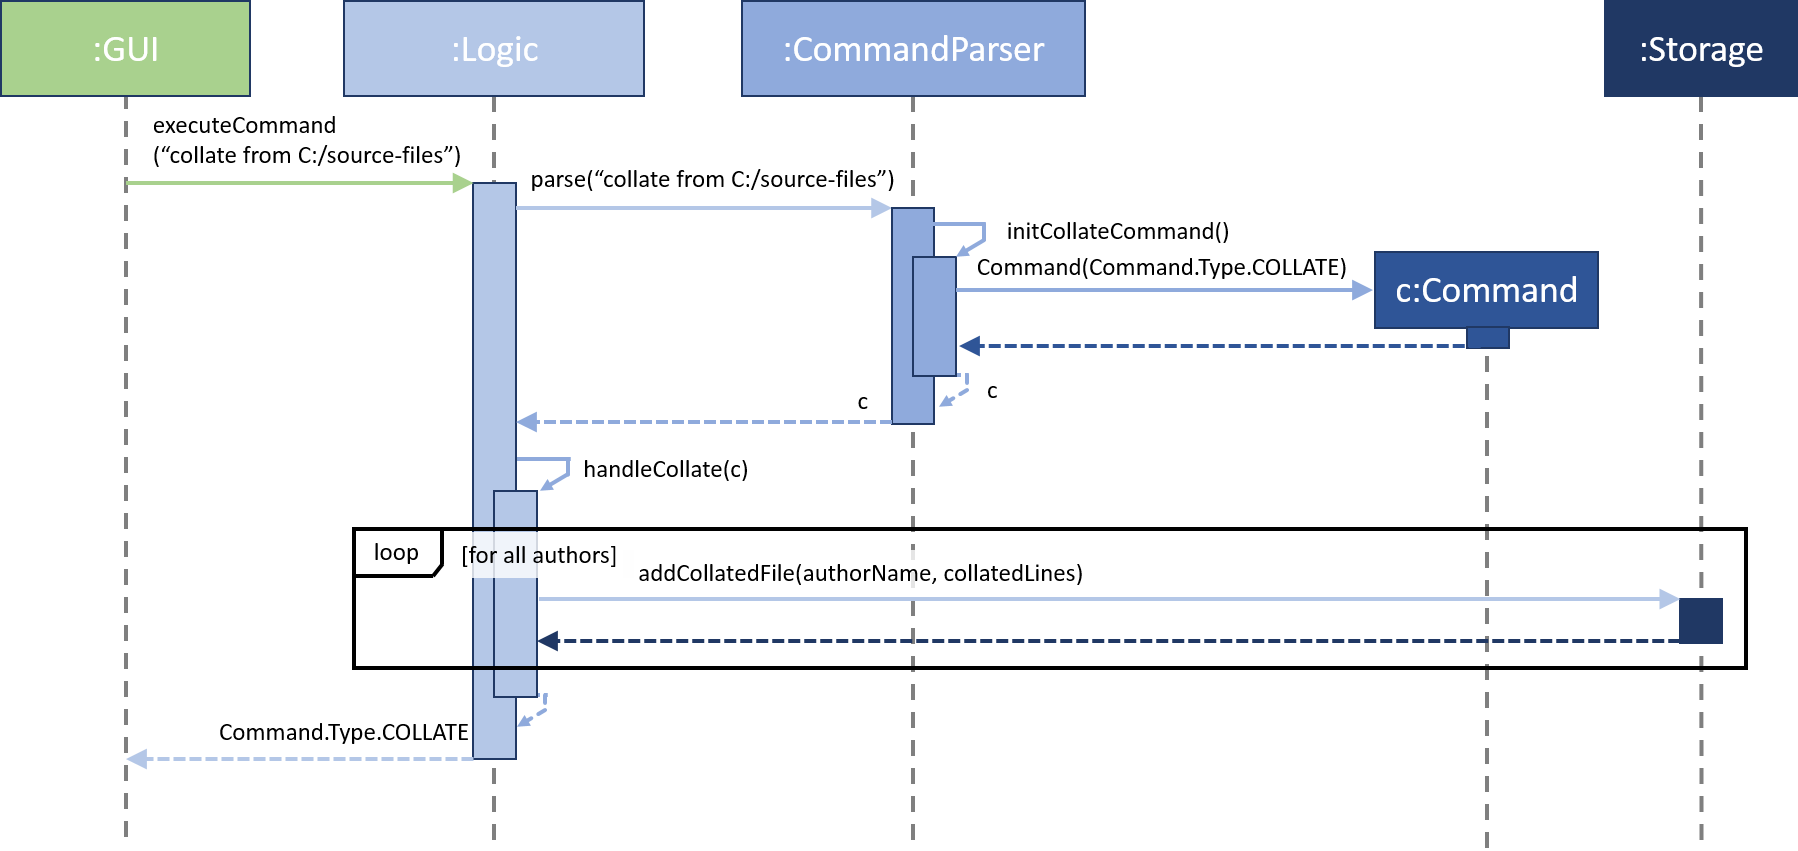 :GUI
:Logic
:CommandParser
:Storage
executeCommand
(“collate from C:/source-files”)
parse(“collate from C:/source-files”)
initCollateCommand()
Command(Command.Type.COLLATE)
c:Command
c
c
handleCollate(c)
loop
[for all authors]
addCollatedFile(authorName, collatedLines)
Command.Type.COLLATE